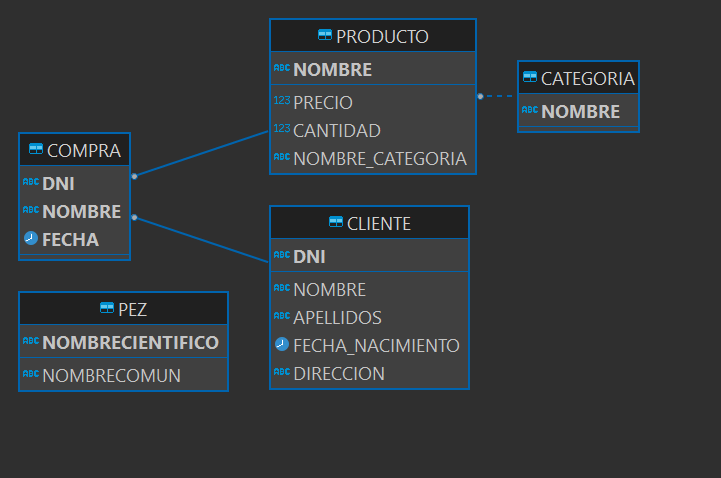 PRODUCTO
ABC NOMBRE
123 PRECIO
123 CANTIDAD
ABC NOMBRE_CATEGORIA
CATEGORIA
ABC NOMBRE
COMPRA
ABC DNI
ABC NOMBRE
FECHA
CLIENTE
ABC DNI
ABC NOMBRE
ABC APELLIDOS
FECHA_NACIMIENTO
ABC DIRECCION
PEZ
ABC NOMBRECIENTIFICO
ABC NOMBRECOMUN